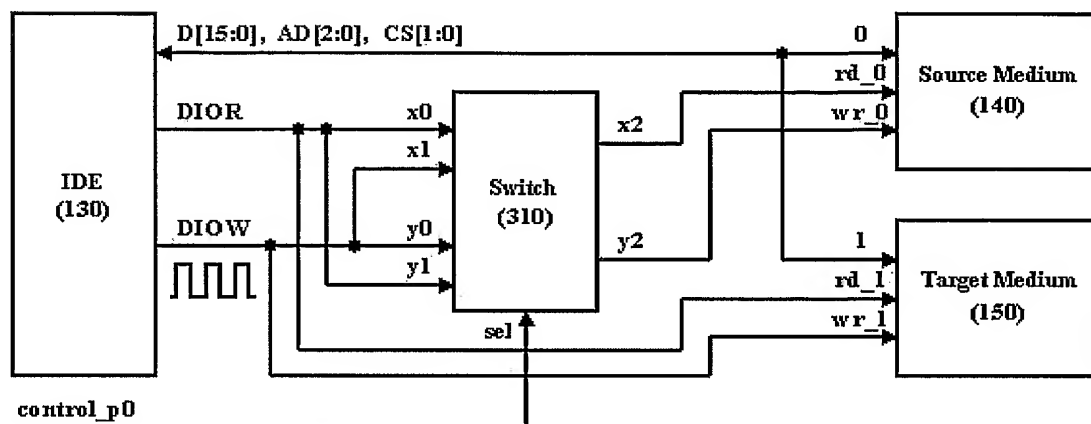 D[15:0], AD[2:0], CS[1:0]
0
rd_0
wr_0
Source Medium
(140)
DIOR
x0
x1
x2
IDE
(130)
Switch
(310)
DIOW
y0
y1
y2
sel
1
rd_1
wr_1
Target Medium
(150)
control_p0